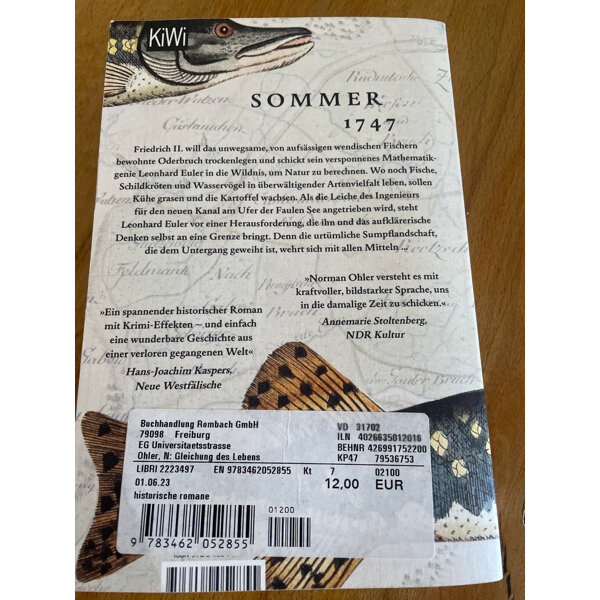 KiWi
SOMMER
1747
Friedrich II. will das unwegsame, von aufsässigen wendischen Fischern
bewohnte Oderbruch trockenlegen und schickt sein versponnenes Mathematik-
genie Leonhard Euler in die Wildnis, um Natur zu berechnen. Wo noch Fische,
Schildkröten und Wasservögel in überwältigender Artenvielfalt leben, sollen
Kühe grasen und die Kartoffel wachsen. Als die Leiche des Ingenieurs
für den neuen Kanal am Ufer der Faulen See angetrieben wird, steht
Leonhard Euler vor einer Herausforderung, die ihn und das aufklärerische
Denken selbst an eine Grenze bringt. Denn die urtümliche Sumpflandschaft,
die dem Untergang geweiht ist, wehrt sich mit allen Mitteln ...
»Norman Ohler versteht es mit
kraftvoller, bildstarker Sprache, uns
in die damalige Zeit zu schicken.«
Annemarie Stoltenberg,
NDR Kultur
»Ein spannender historischer Roman
mit Krimi-Effekten – und einfach
eine wunderbare Geschichte aus
einer verloren gegangenen Welt«
Hans-Joachim Kaspers,
Neue Westfälische
Feldmark
Nach
Bruch
Buchhandlung Rombach GmbH
79098 Freiburg
EG Universitaetsstrasse
Ohler, N: Gleichung des Lebens
VD 31702
ILN 4026635012016
BEHNR 426991752200
KP47 79536753
LIBRI 2223497 EN 9783462052855 Kt 7 02100
01.06.23 12,00 EUR
historische romane
01200
9 783462 052855